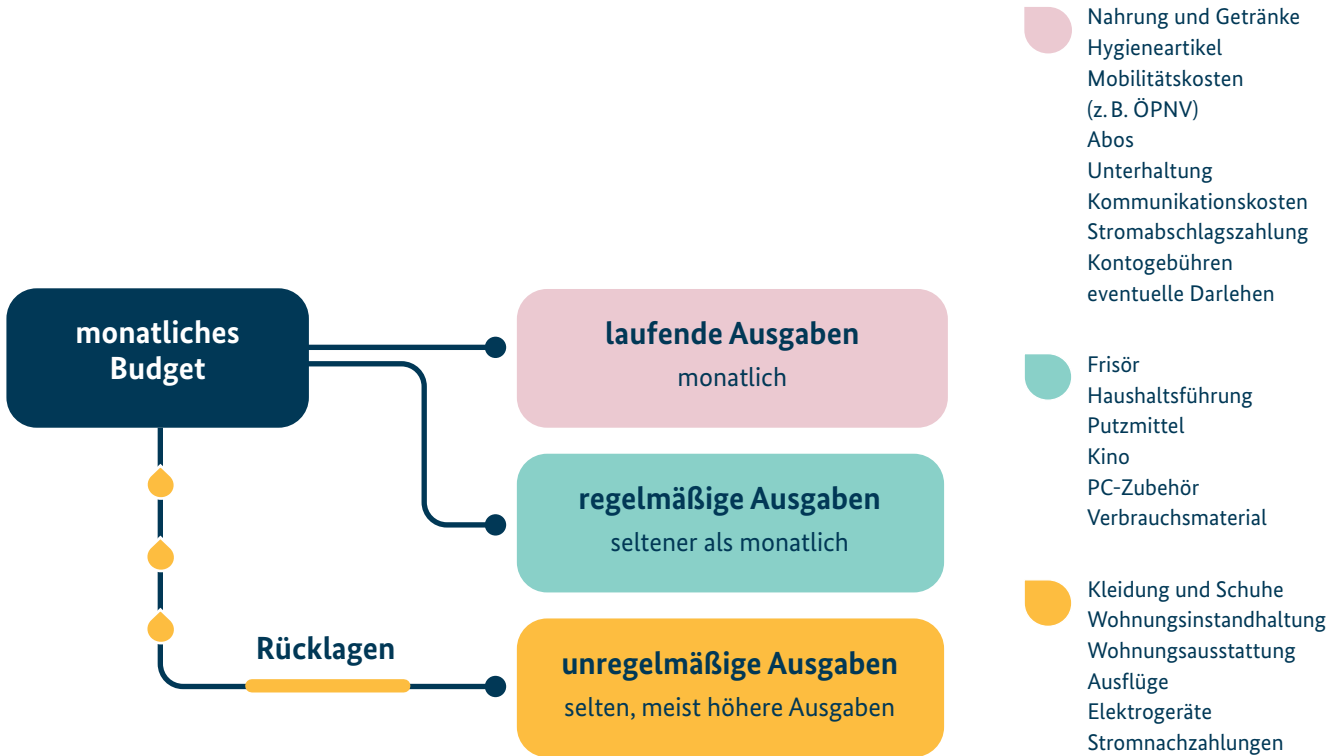 monatliches
Budget
laufende Ausgaben
monatlich
regelmäßige Ausgaben
seltener als monatlich
Rücklagen
unregelmäßige Ausgaben
selten, meist höhere Ausgaben
Nahrung und Getränke
Hygieneartikel
Mobilitätskosten
(z. B. ÖPNV)
Abos
Unterhaltung
Kommunikationskosten
Stromabschlagszahlung
Kontogebühren
eventuelle Darlehen
Frisör
Haushaltsführung
Putzmittel
Kino
PC-Zubehör
Verbrauchsmaterial
Kleidung und Schuhe
Wohnungsinstandhaltung
Wohnungsausstattung
Ausflüge
Elektrogeräte
Stromnachzahlungen